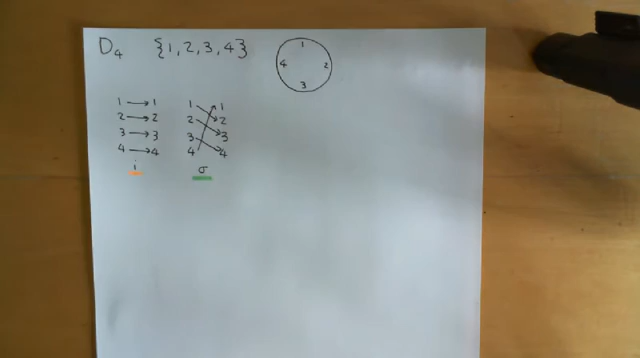 D₄ {1, 2, 3, 4}
1
4 2
3
1 → 1 1 1
2 → 2 2 2
3 → 3 3 3
4 → 4 4 4
i σ